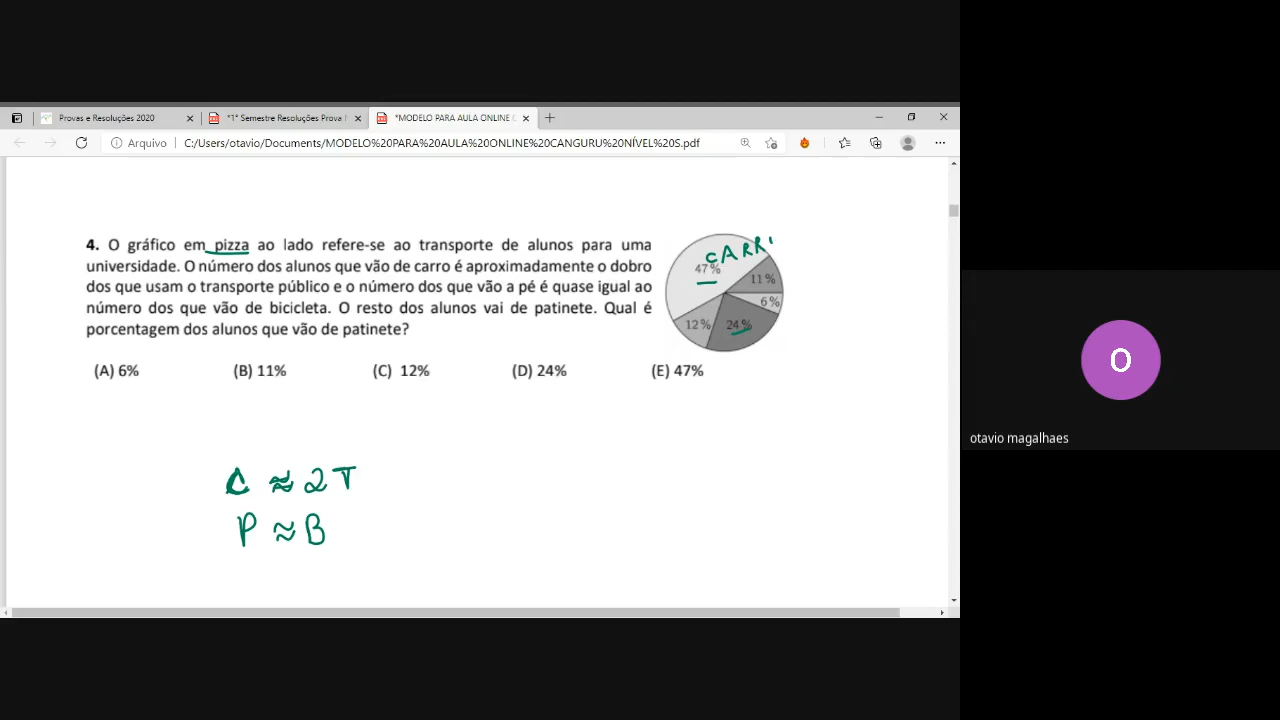 Provas e Resoluções 2020
*1° Semestre Resoluções Prova
*MODELO PARA AULA ONLINE
Arquivo
C:/Users/otavio/Documents/MODELO%20PARA%20AULA%20ONLINE%20CANGURU%20NÍVEL%20S.pdf
4. O gráfico em pizza ao lado refere-se ao transporte de alunos para uma
universidade. O número dos alunos que vão de carro é aproximadamente o dobro
dos que usam o transporte público e o número dos que vão a pé é quase igual ao
número dos que vão de bicicleta. O resto dos alunos vai de patinete. Qual é
porcentagem dos alunos que vão de patinete?
CARR
47%
11%
6%
12%
24%
(A) 6% (B) 11% (C) 12% (D) 24% (E) 47%
C ≈ 2T
P ≈ B
O
otavio magalhaes